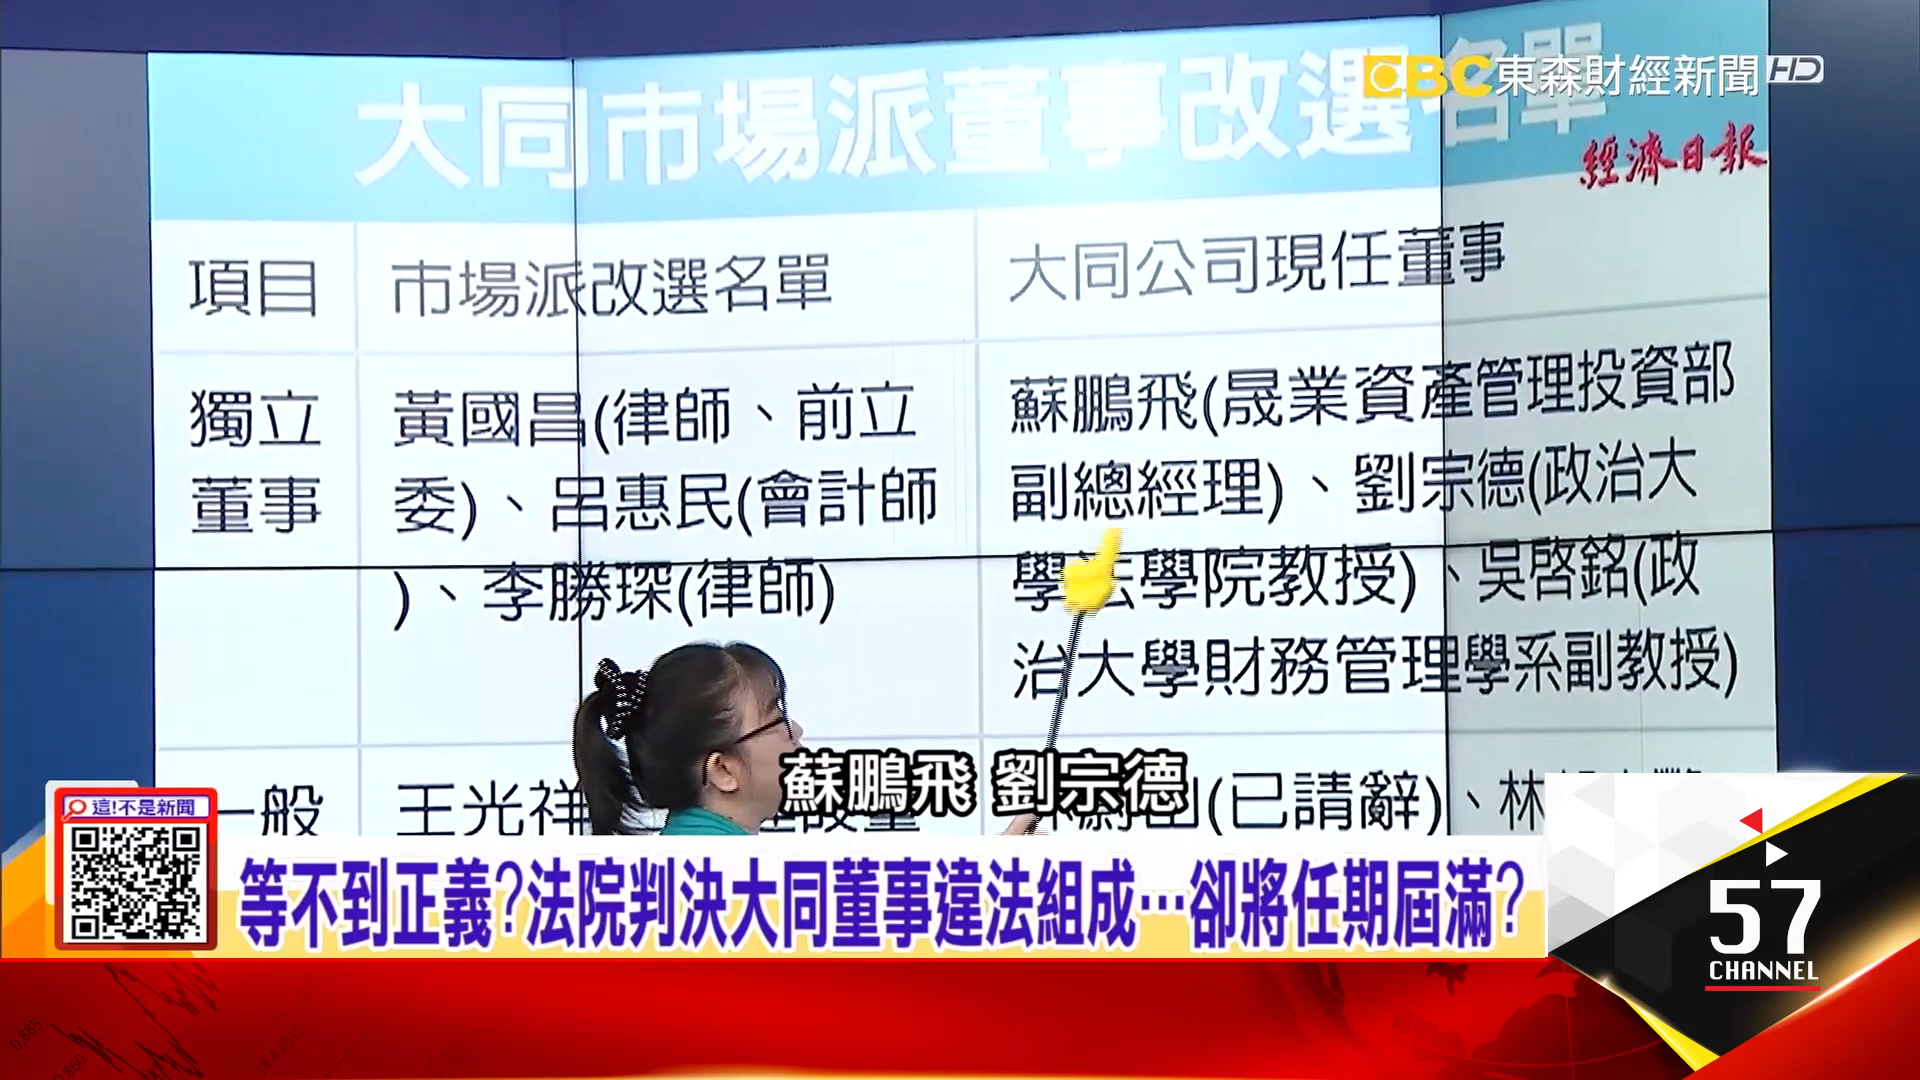 大同市場派董事改選名單
EBC東森財經新聞HD
經濟日報
項目
市場派改選名單
大同公司現任董事
獨立
董事
黃國昌(律師、前立
委)、呂惠民(會計師
)、李勝琛(律師)
蘇鵬飛(晟業資產管理投資部
副總經理)、劉宗德(政治大
學法學院教授)、吳啓銘(政
治大學財務管理學系副教授)
一般
王光祥
(已請辭)、林
蘇鵬飛 劉宗德
這!不是新聞
等不到正義?法院判決大同董事違法組成…卻將任期屆滿?
57
CHANNEL
0,885
0,860